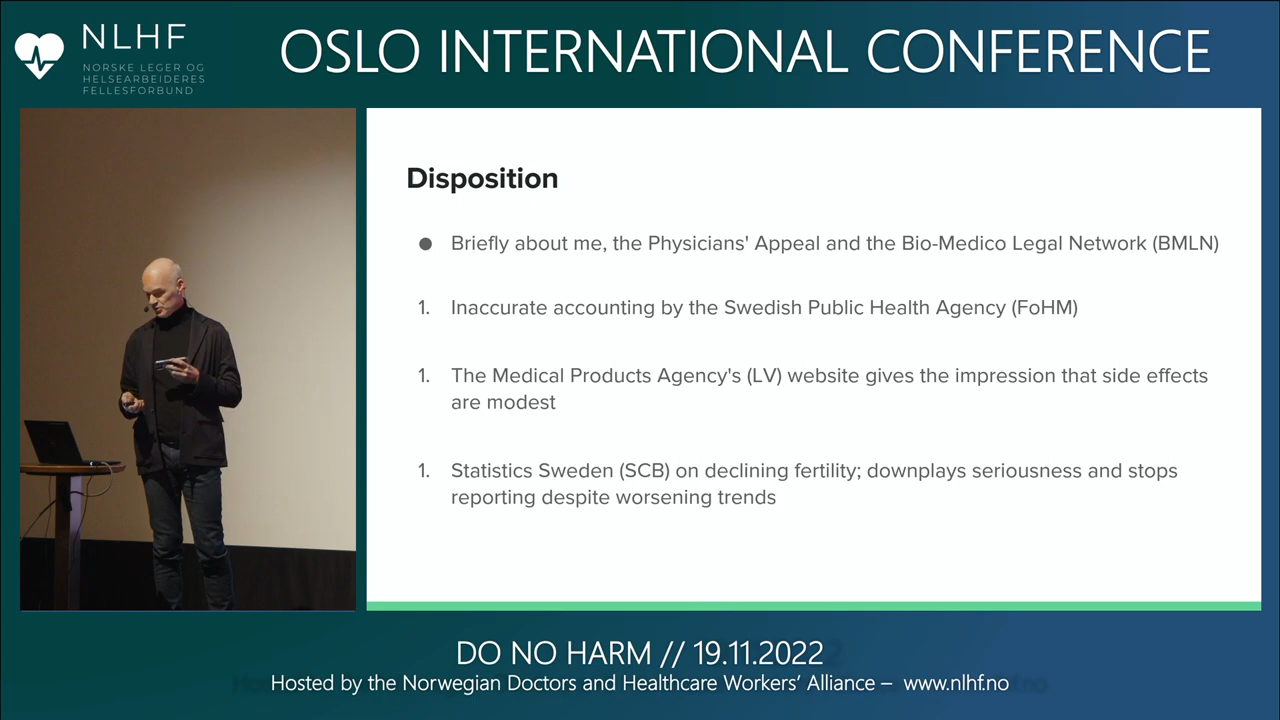 NLHF
NORSKE LEGER OG
HELSEARBEIDERES
FELLESFORBUND
OSLO INTERNATIONAL CONFERENCE
Disposition
● Briefly about me, the Physicians' Appeal and the Bio-Medico Legal Network (BMLN)
1. Inaccurate accounting by the Swedish Public Health Agency (FoHM)
1. The Medical Products Agency's (LV) website gives the impression that side effects
are modest
1. Statistics Sweden (SCB) on declining fertility; downplays seriousness and stops
reporting despite worsening trends
DO NO HARM // 19.11.2022
Hosted by the Norwegian Doctors and Healthcare Workers' Alliance – www.nlhf.no